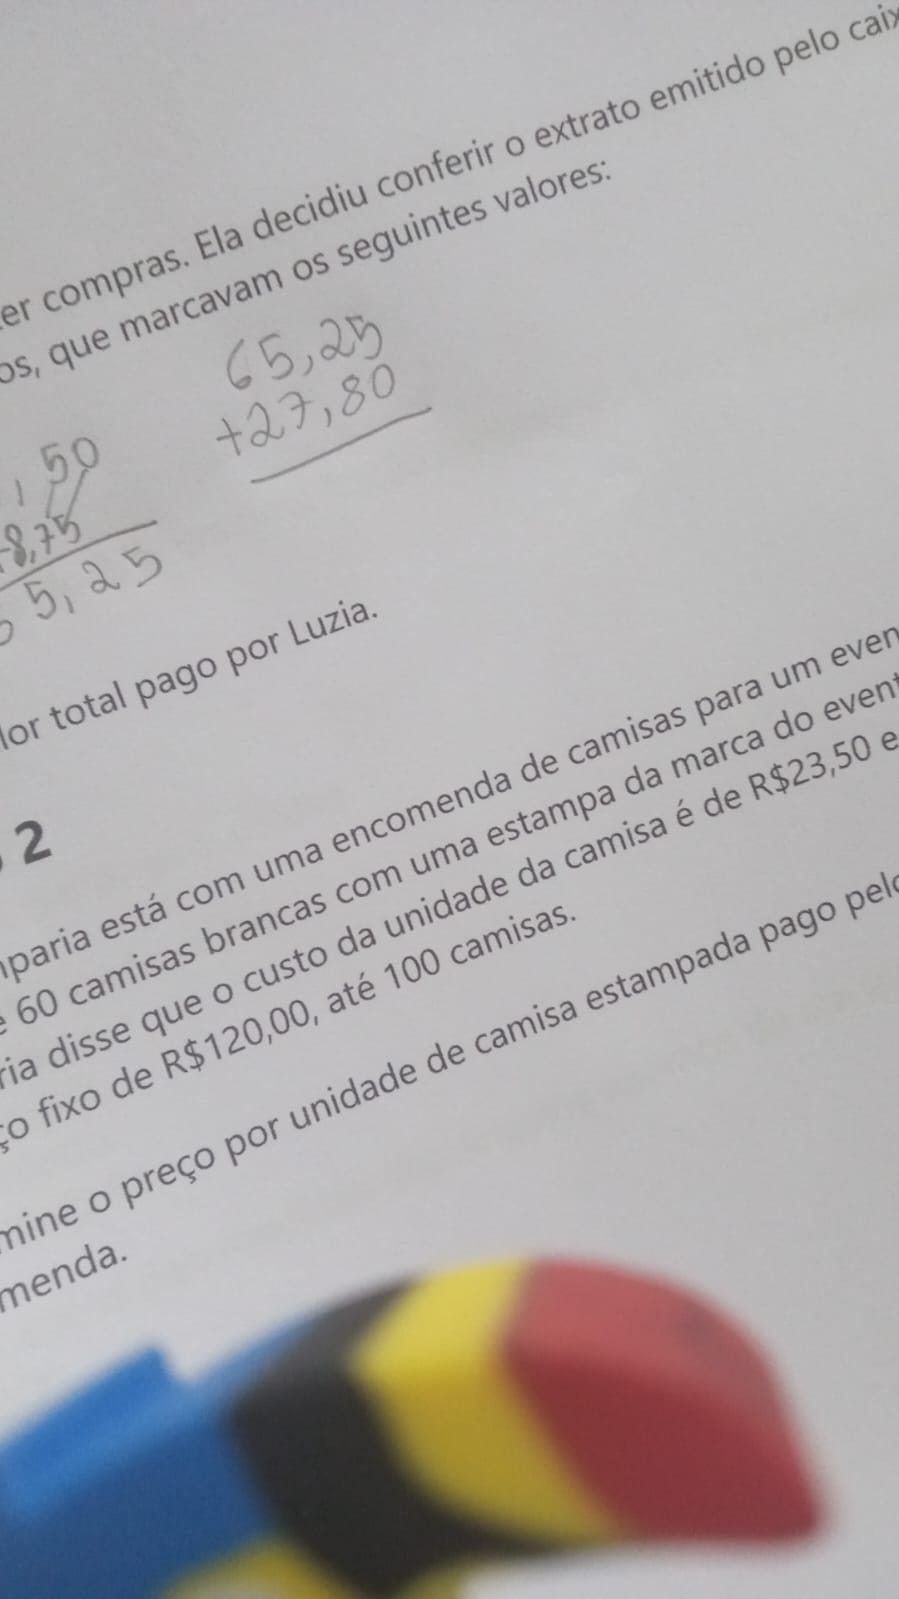 er compras. Ela decidiu conferir o extrato emitido pelo caix
os, que marcavam os seguintes valores:
65,25
+27,80
,50
8,75
5,25
lor total pago por Luzia.
2
paria está com uma encomenda de camisas para um even
e 60 camisas brancas com uma estampa da marca do event
ria disse que o custo da unidade da camisa é de R$23,50 e
ço fixo de R$120,00, até 100 camisas.
mine o preço por unidade de camisa estampada pago pelo
menda.